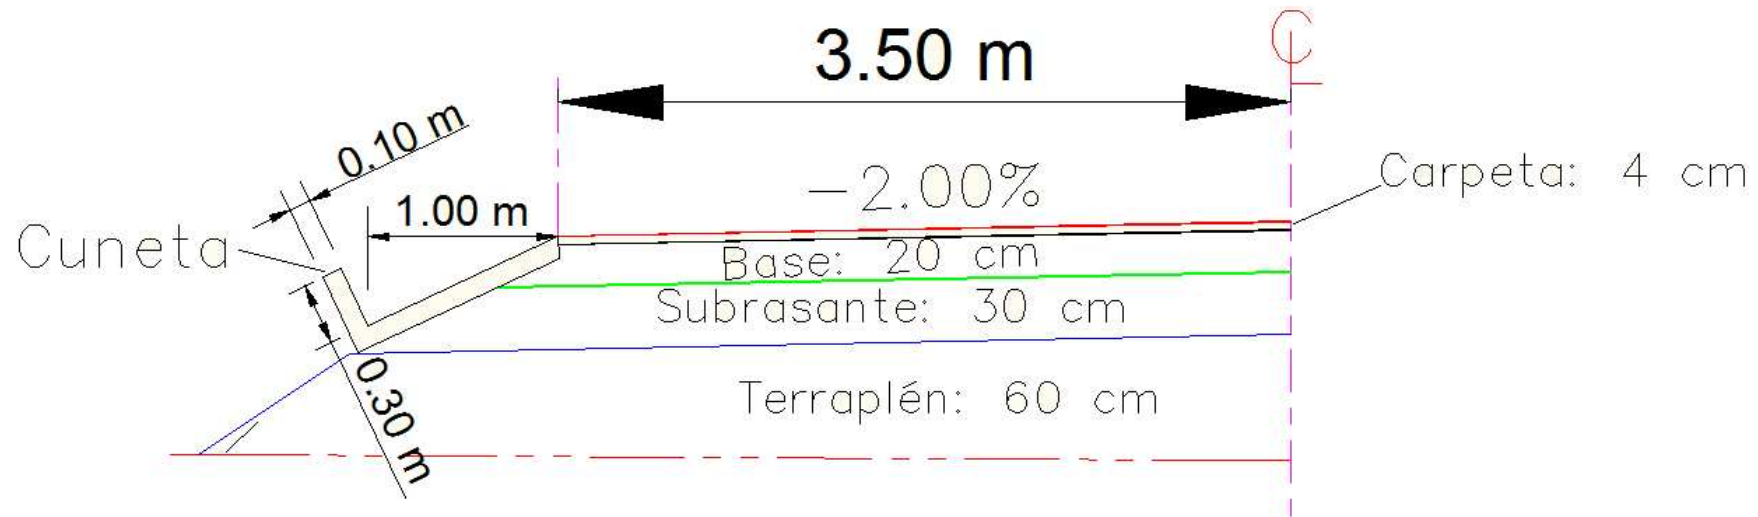 ℄
3.50 m
0.10 m
-2.00%
Carpeta: 4 cm
1.00 m
Cuneta
Base: 20 cm
Subrasante: 30 cm
0.30 m
Terraplén: 60 cm